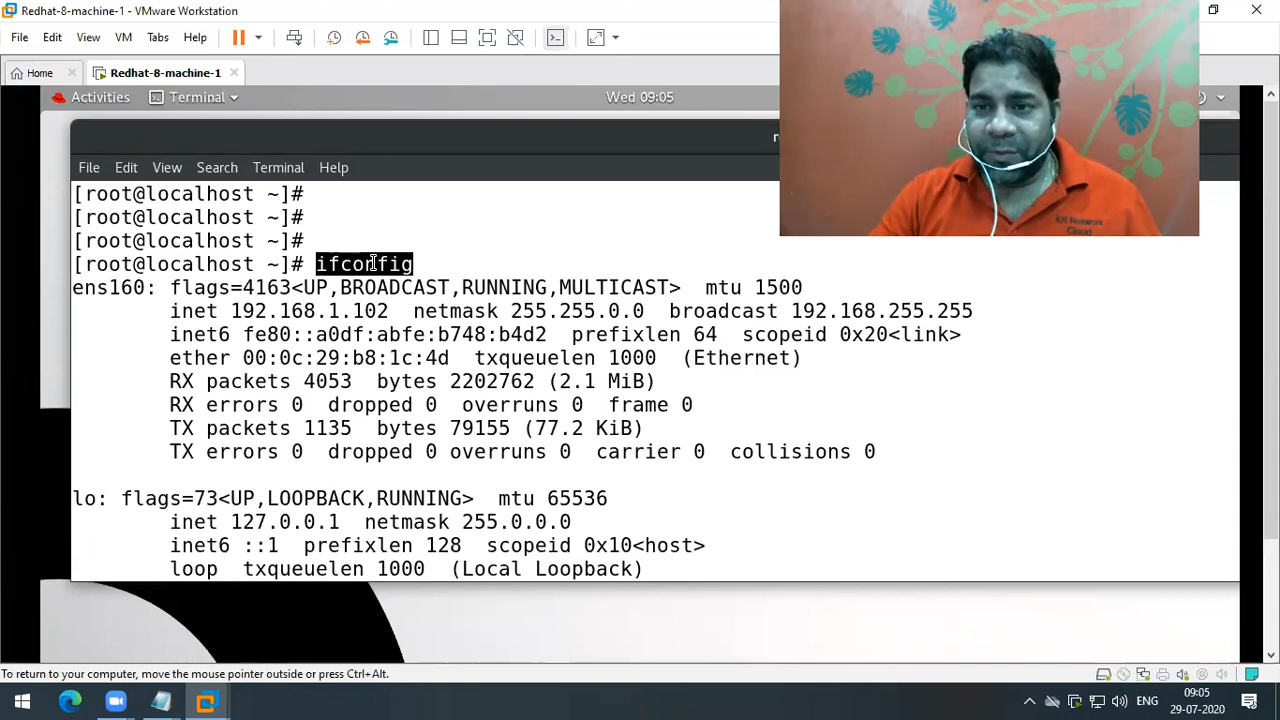 Redhat-8-machine-1 - VMware Workstation
File Edit View VM Tabs Help
Home Redhat-8-machine-1
Activities Terminal Wed 09:05
File Edit View Search Terminal Help
[root@localhost ~]#
[root@localhost ~]#
[root@localhost ~]#
[root@localhost ~]# ifconfig
ens160: flags=4163<UP,BROADCAST,RUNNING,MULTICAST> mtu 1500
inet 192.168.1.102 netmask 255.255.0.0 broadcast 192.168.255.255
inet6 fe80::a0df:abfe:b748:b4d2 prefixlen 64 scopeid 0x20<link>
ether 00:0c:29:b8:1c:4d txqueuelen 1000 (Ethernet)
RX packets 4053 bytes 2202762 (2.1 MiB)
RX errors 0 dropped 0 overruns 0 frame 0
TX packets 1135 bytes 79155 (77.2 KiB)
TX errors 0 dropped 0 overruns 0 carrier 0 collisions 0
lo: flags=73<UP,LOOPBACK,RUNNING> mtu 65536
inet 127.0.0.1 netmask 255.0.0.0
inet6 ::1 prefixlen 128 scopeid 0x10<host>
loop txqueuelen 1000 (Local Loopback)
KR Network
Cloud
To return to your computer, move the mouse pointer outside or press Ctrl+Alt.
ENG
09:05
29-07-2020